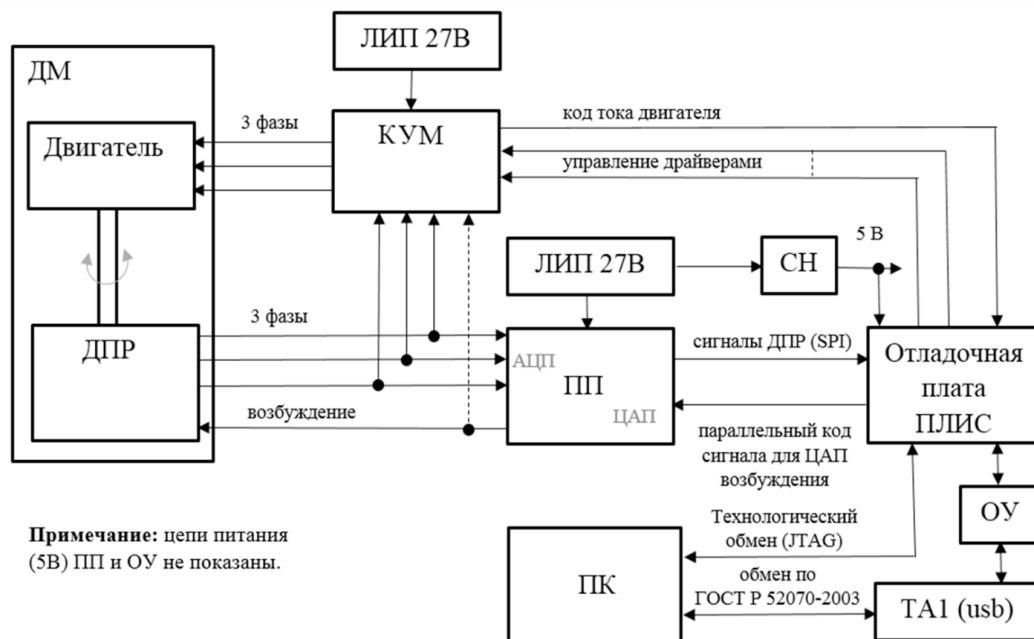 ЛИП 27В
ДМ
3 фазы
КУМ
код тока двигателя
Двигатель
управление драйверами
5 В
ЛИП 27В
СН
3 фазы
ДПР
сигналы ДПР (SPI)
Отладочная
плата
ПЛИС
АЦП
ПП
ЦАП
возбуждение
параллельный код
сигнала для ЦАП
возбуждения
ОУ
Примечание: цепи питания
(5В) ПП и ОУ не показаны.
Технологический
обмен (JTAG)
ПК
обмен по
ГОСТ Р 52070-2003
ТА1 (usb)